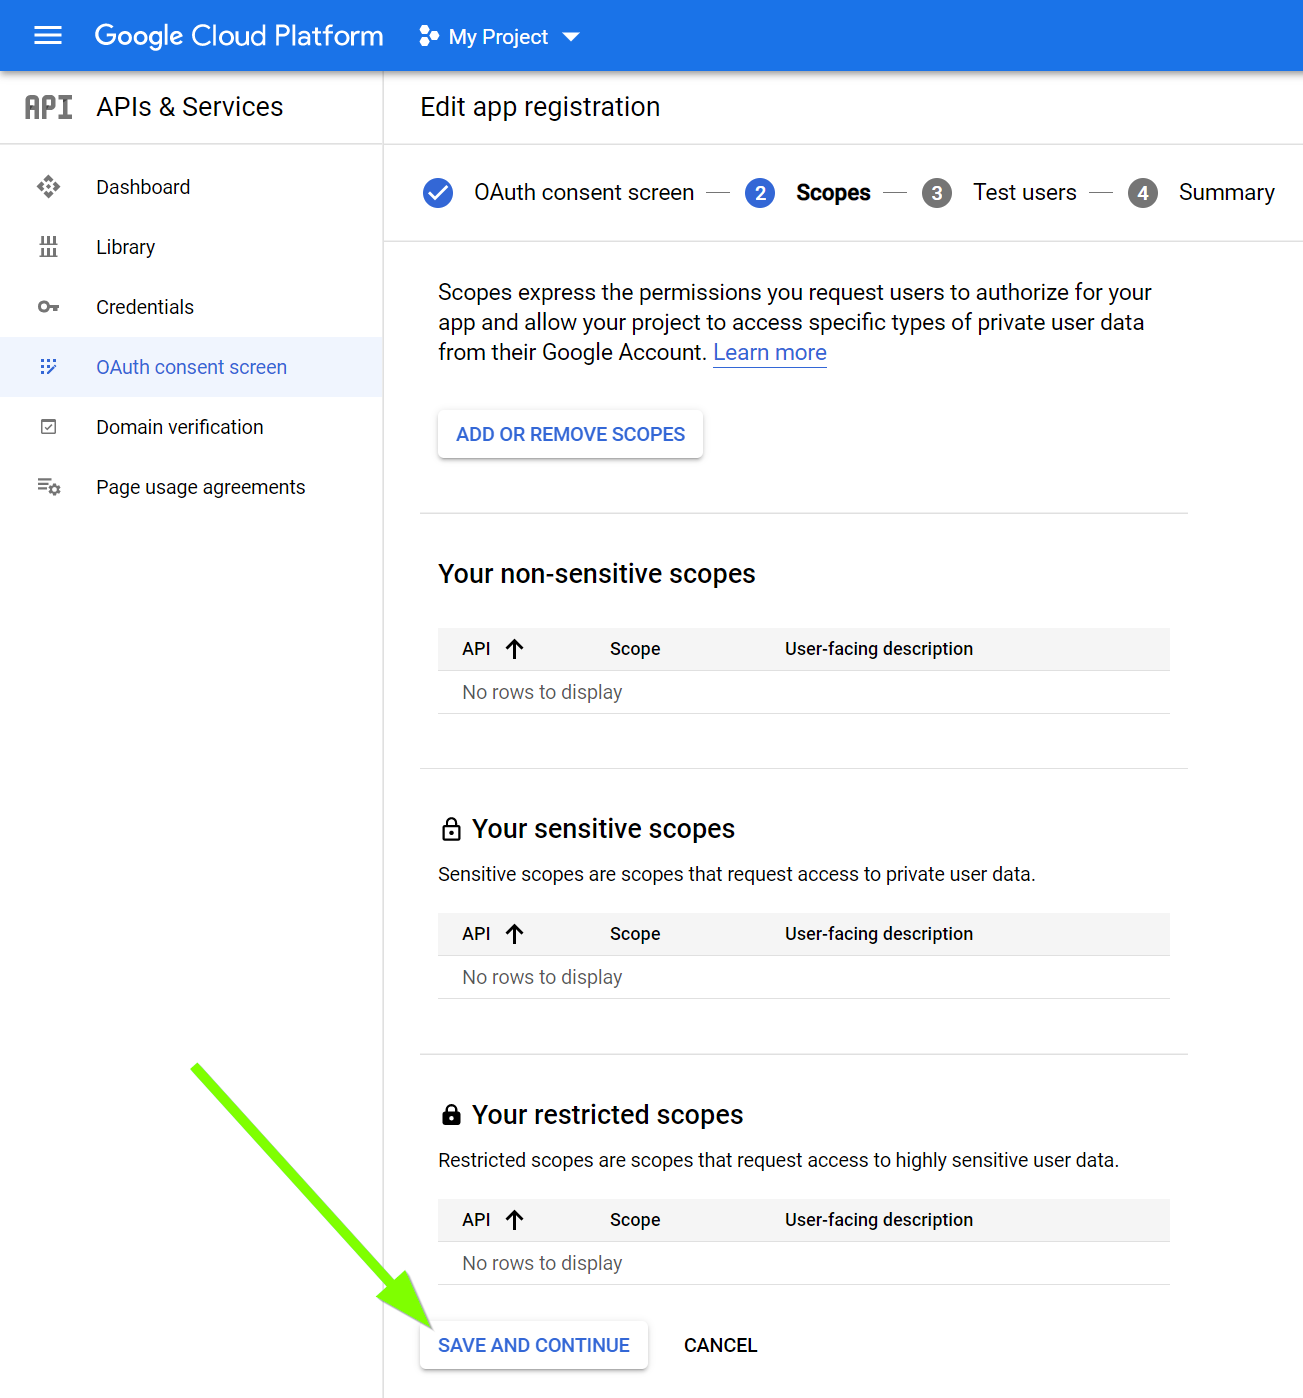 Google Cloud Platform My Project
API APIs & Services
Edit app registration
Dashboard
Library
Credentials
OAuth consent screen
Domain verification
Page usage agreements
OAuth consent screen 2 Scopes 3 Test users 4 Summary
Scopes express the permissions you request users to authorize for your
app and allow your project to access specific types of private user data
from their Google Account. Learn more
ADD OR REMOVE SCOPES
Your non-sensitive scopes
API Scope User-facing description
No rows to display
Your sensitive scopes
Sensitive scopes are scopes that request access to private user data.
API Scope User-facing description
No rows to display
Your restricted scopes
Restricted scopes are scopes that request access to highly sensitive user data.
API Scope User-facing description
No rows to display
SAVE AND CONTINUE CANCEL